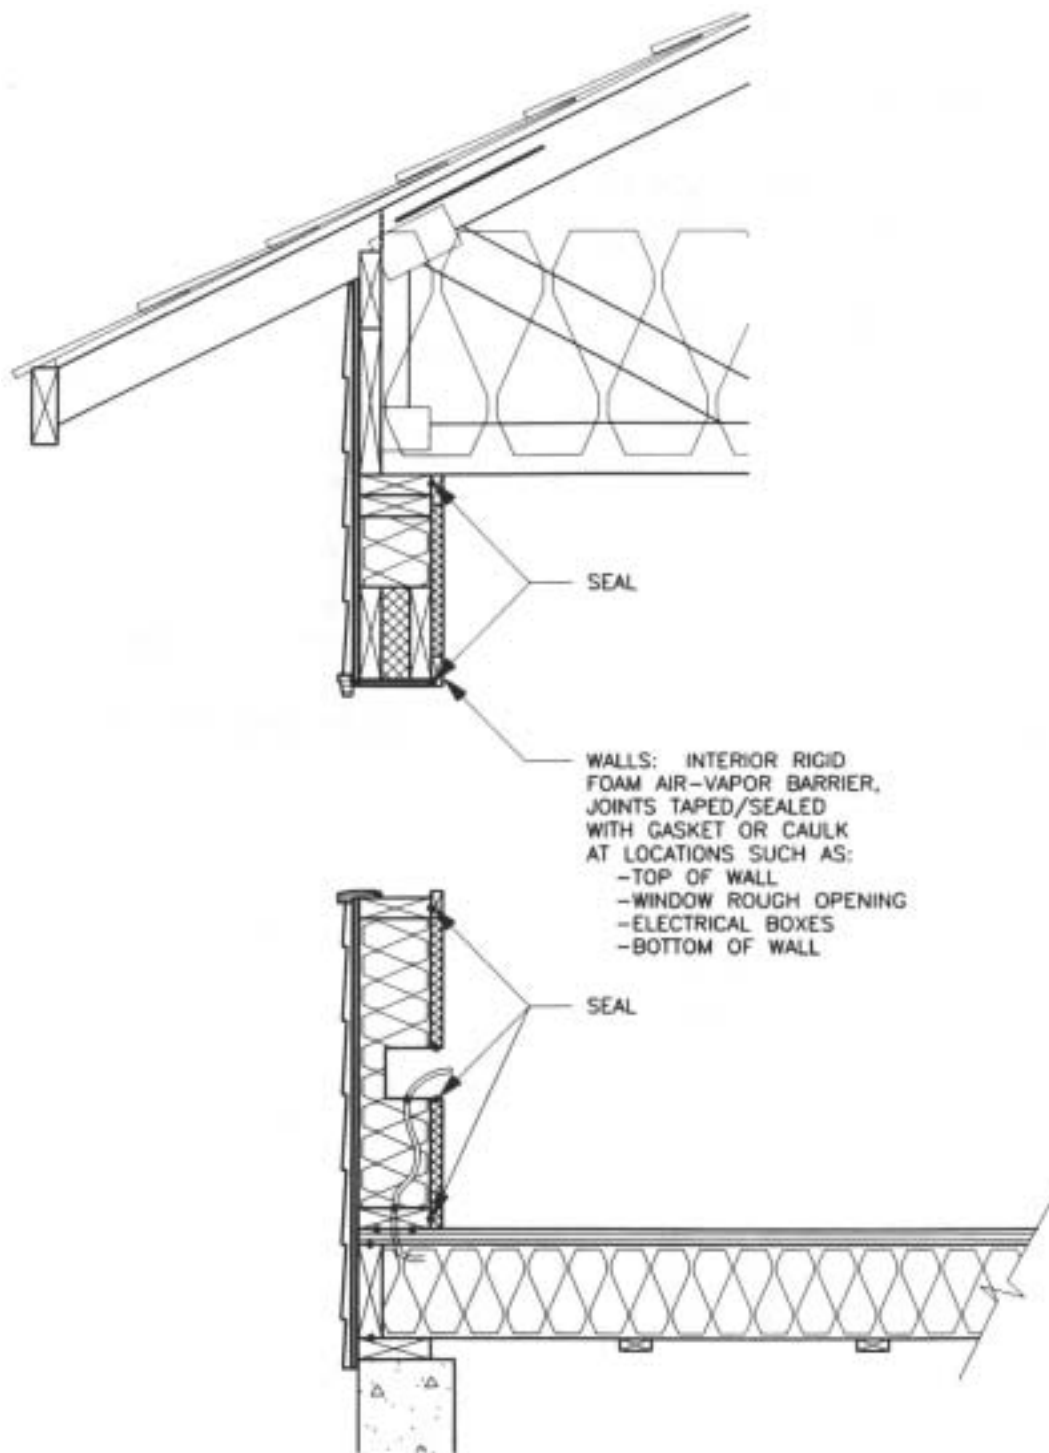 SEAL
WALLS: INTERIOR RIGID
FOAM AIR-VAPOR BARRIER,
JOINTS TAPED/SEALED
WITH GASKET OR CAULK
AT LOCATIONS SUCH AS:
-TOP OF WALL
-WINDOW ROUGH OPENING
-ELECTRICAL BOXES
-BOTTOM OF WALL
SEAL